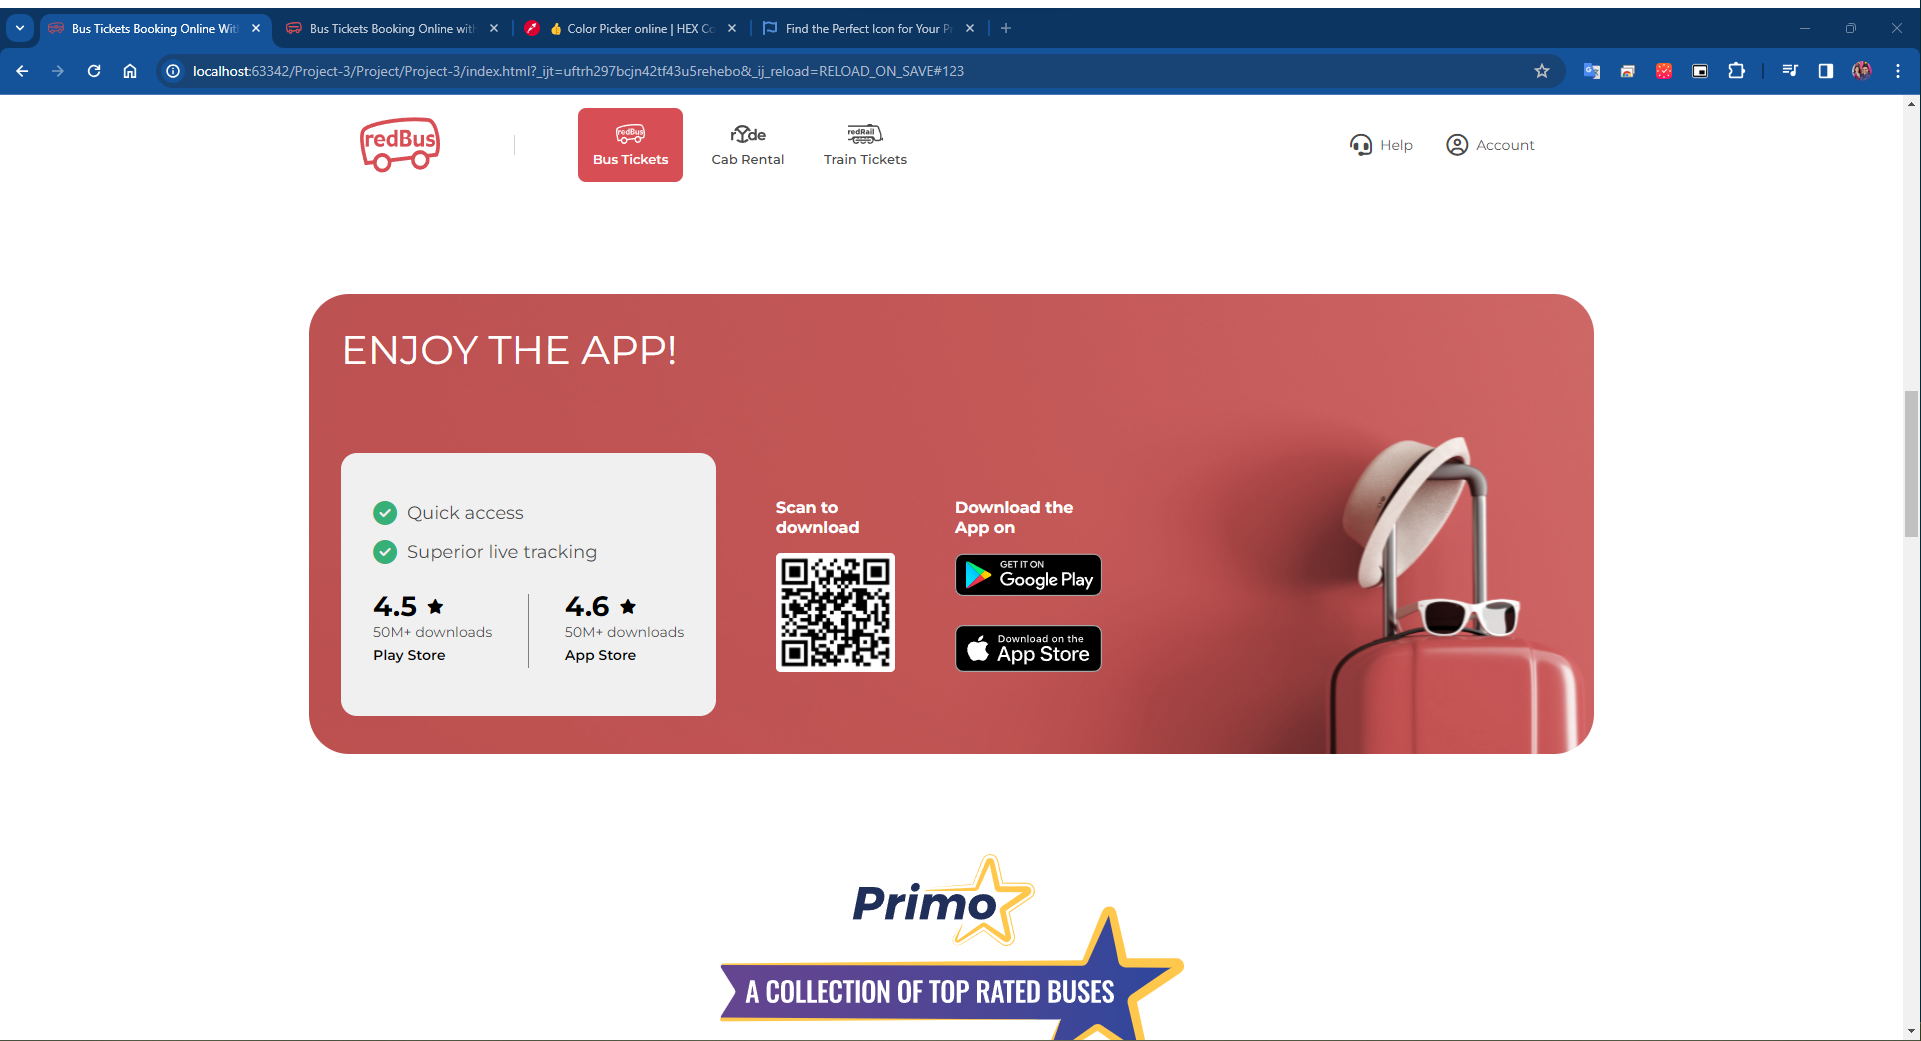 Bus Tickets Booking Online Wit
Bus Tickets Booking Online with
Color Picker online | HEX Co
Find the Perfect Icon for Your Pr
localhost:63342/Project-3/Project/Project-3/index.html?_ijt=uftrh297bcjn42tf43u5rehebo&_ij_reload=RELOAD_ON_SAVE#123
redBus
redBus
Bus Tickets
rYde
Cab Rental
redRail
Train Tickets
Help
Account
ENJOY THE APP!
Quick access
Superior live tracking
4.5
50M+ downloads
Play Store
4.6
50M+ downloads
App Store
Scan to
download
Download the
App on
GET IT ON
Google Play
Download on the
App Store
Primo
A COLLECTION OF TOP RATED BUSES